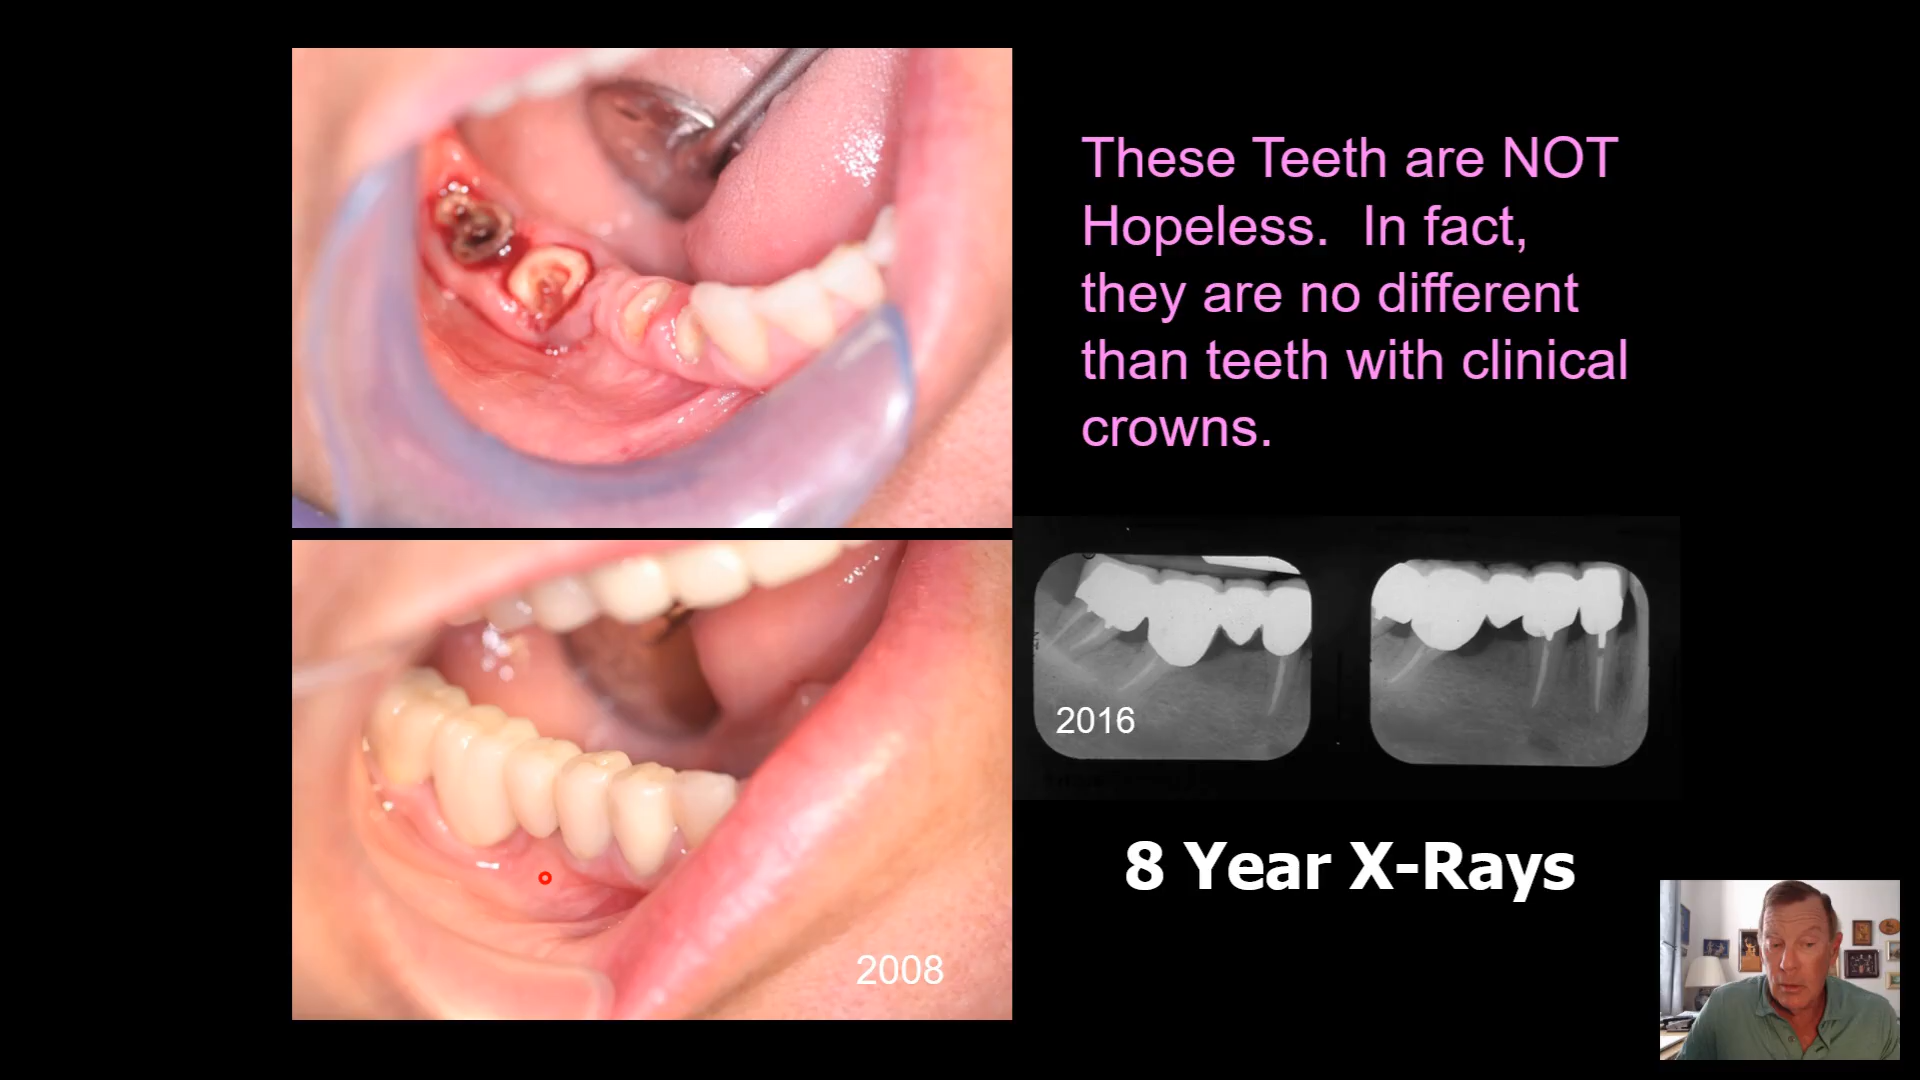 These Teeth are NOT
Hopeless.  In fact,
they are no different
than teeth with clinical
crowns.
2016
8 Year X-Rays
2008